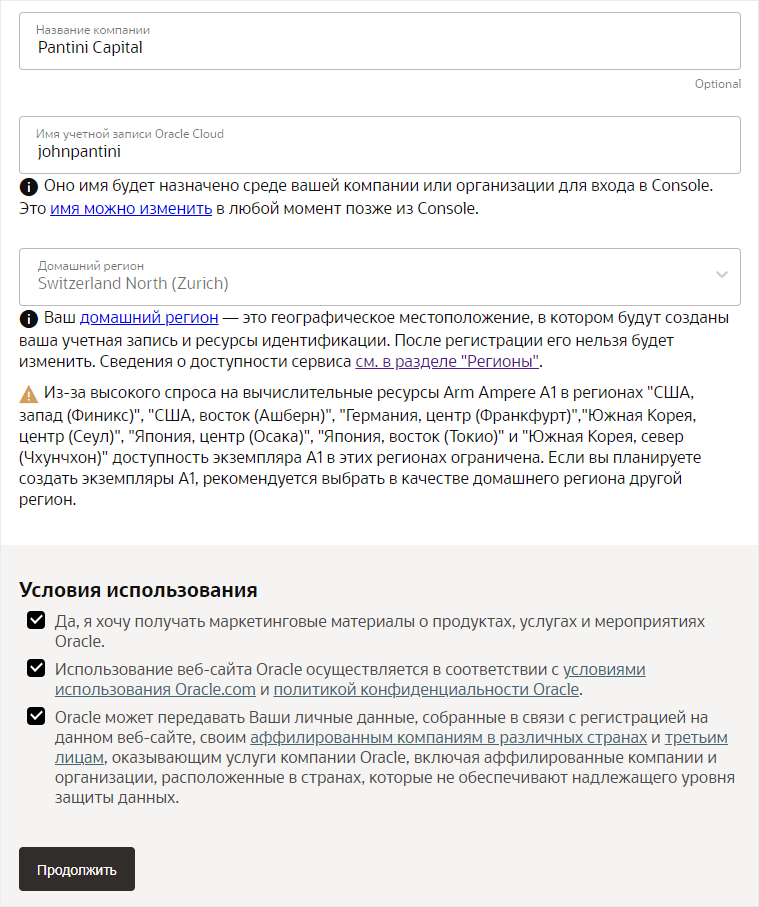 Название компании
Pantini Capital
Optional
Имя учетной записи Oracle Cloud
johnpantini
Оно имя будет назначено среде вашей компании или организации для входа в Console.
Это имя можно изменить в любой момент позже из Console.
Домашний регион
Switzerland North (Zurich)
Ваш домашний регион — это географическое местоположение, в котором будут созданы
ваша учетная запись и ресурсы идентификации. После регистрации его нельзя будет
изменить. Сведения о доступности сервиса см. в разделе "Регионы".
Из-за высокого спроса на вычислительные ресурсы Arm Ampere A1 в регионах "США,
запад (Финикс)", "США, восток (Ашберн)", "Германия, центр (Франкфурт)","Южная Корея,
центр (Сеул)", "Япония, центр (Осака)", "Япония, восток (Токио)" и "Южная Корея, север
(Чхунчхон)" доступность экземпляра A1 в этих регионах ограничена. Если вы планируете
создать экземпляры A1, рекомендуется выбрать в качестве домашнего региона другой
регион.
Условия использования
Да, я хочу получать маркетинговые материалы о продуктах, услугах и мероприятиях
Oracle.
Использование веб-сайта Oracle осуществляется в соответствии с условиями
использования Oracle.com и политикой конфиденциальности Oracle.
Oracle может передавать Ваши личные данные, собранные в связи с регистрацией на
данном веб-сайте, своим аффилированным компаниям в различных странах и третьим
лицам, оказывающим услуги компании Oracle, включая аффилированные компании и
организации, расположенные в странах, которые не обеспечивают надлежащего уровня
защиты данных.
Продолжить